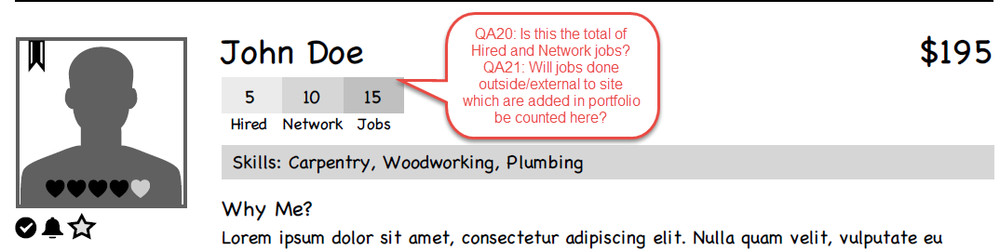 John Doe
$195
5 10 15
Hired Network Jobs
QA20: Is this the total of
Hired and Network jobs?
QA21: Will jobs done
outside/external to site
which are added in portfolio
be counted here?
Skills: Carpentry, Woodworking, Plumbing
Why Me?
Lorem ipsum dolor sit amet, consectetur adipiscing elit. Nulla quam velit, vulputate eu